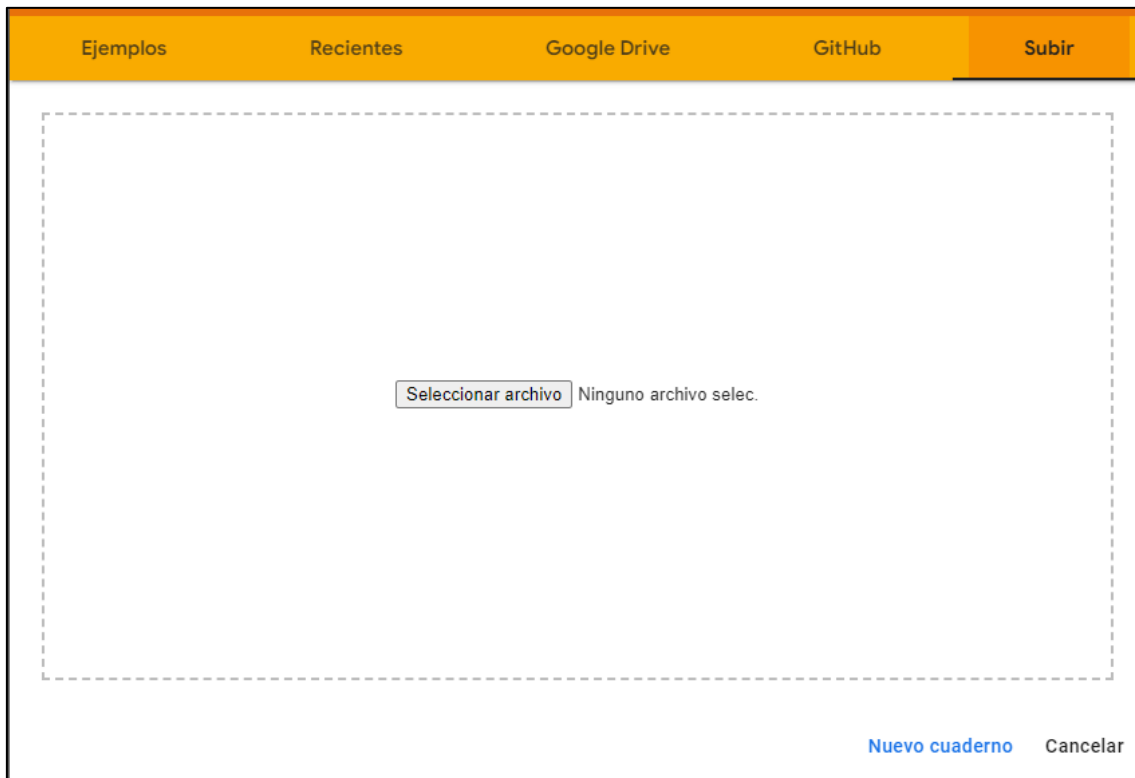 Ejemplos Recientes Google Drive GitHub Subir
Seleccionar archivo Ninguno archivo selec.
Nuevo cuaderno Cancelar